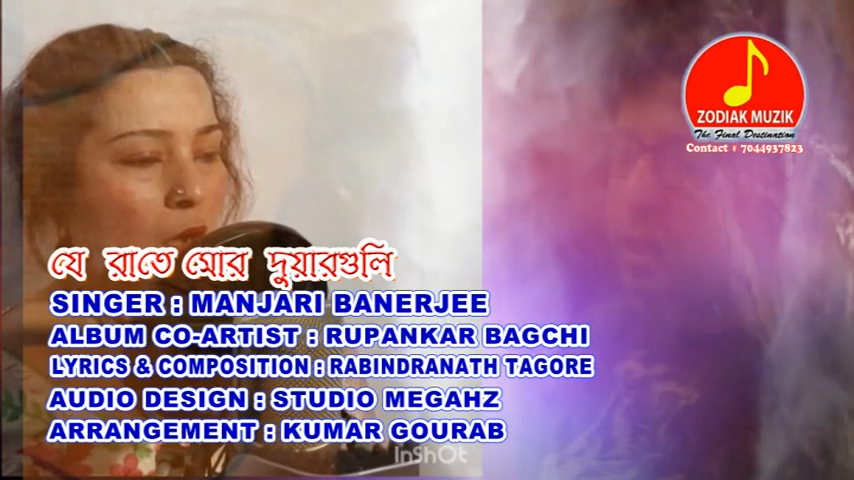 ZODIAK MUZIK
The Final Destination
Contact # 7044937823
যে রাতে মোর দুয়ারগুলি
SINGER : MANJARI BANERJEE
ALBUM CO-ARTIST : RUPANKAR BAGCHI
LYRICS & COMPOSITION : RABINDRANATH TAGORE
AUDIO DESIGN : STUDIO MEGAHZ
ARRANGEMENT : KUMAR GOURAB
InShOt